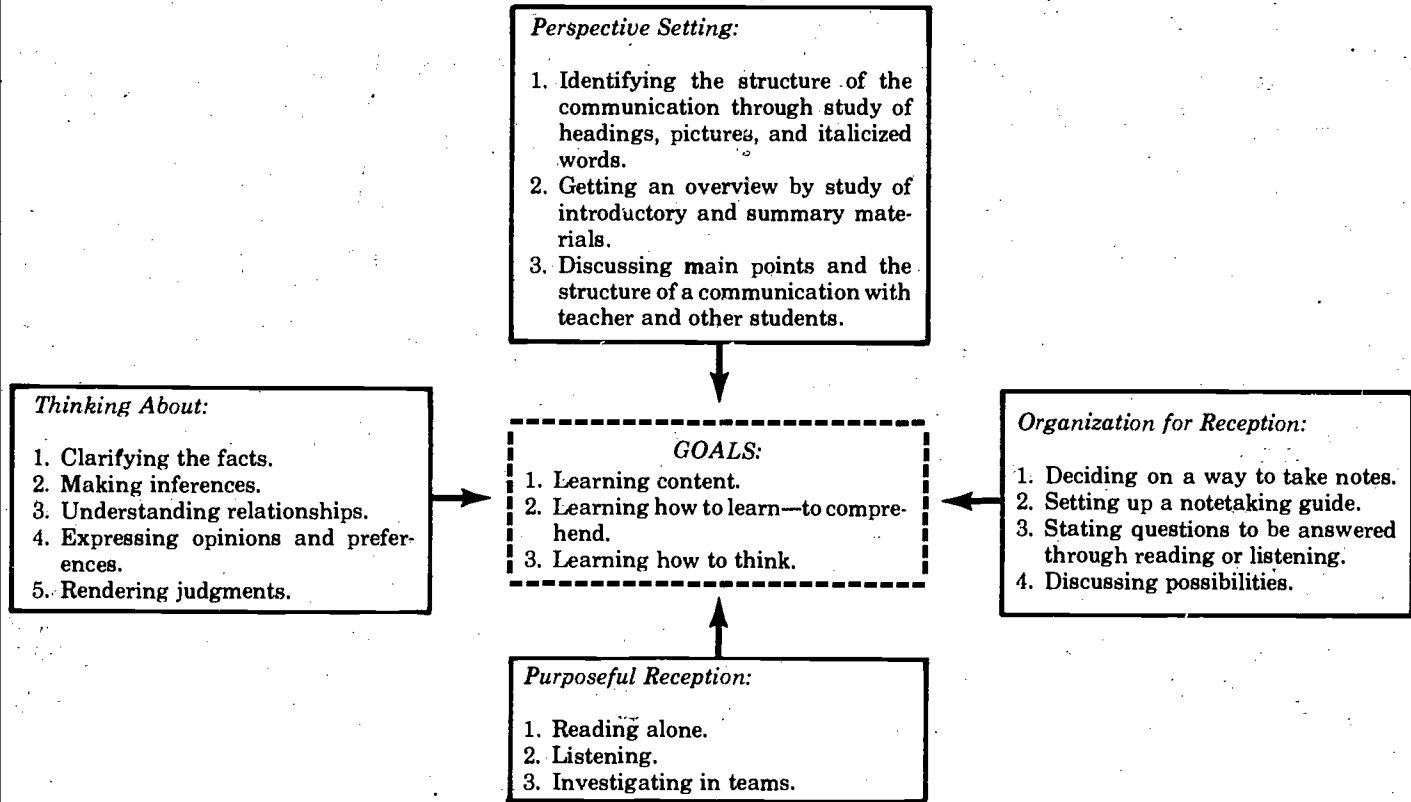 Perspective Setting:
1. Identifying the structure of the
communication through study of
headings, pictures, and italicized
words.
2. Getting an overview by study of
introductory and summary mate-
rials.
3. Discussing main points and the
structure of a communication with
teacher and other students.
Thinking About:
1. Clarifying the facts.
2. Making inferences.
3. Understanding relationships.
4. Expressing opinions and prefer-
ences.
5. Rendering judgments.
GOALS:
1. Learning content.
2. Learning how to learn—to compre-
hend.
3. Learning how to think.
Organization for Reception:
1. Deciding on a way to take notes.
2. Setting up a notetaking guide.
3. Stating questions to be answered
through reading or listening.
4. Discussing possibilities.
Purposeful Reception:
1. Reading alone.
2. Listening.
3. Investigating in teams.